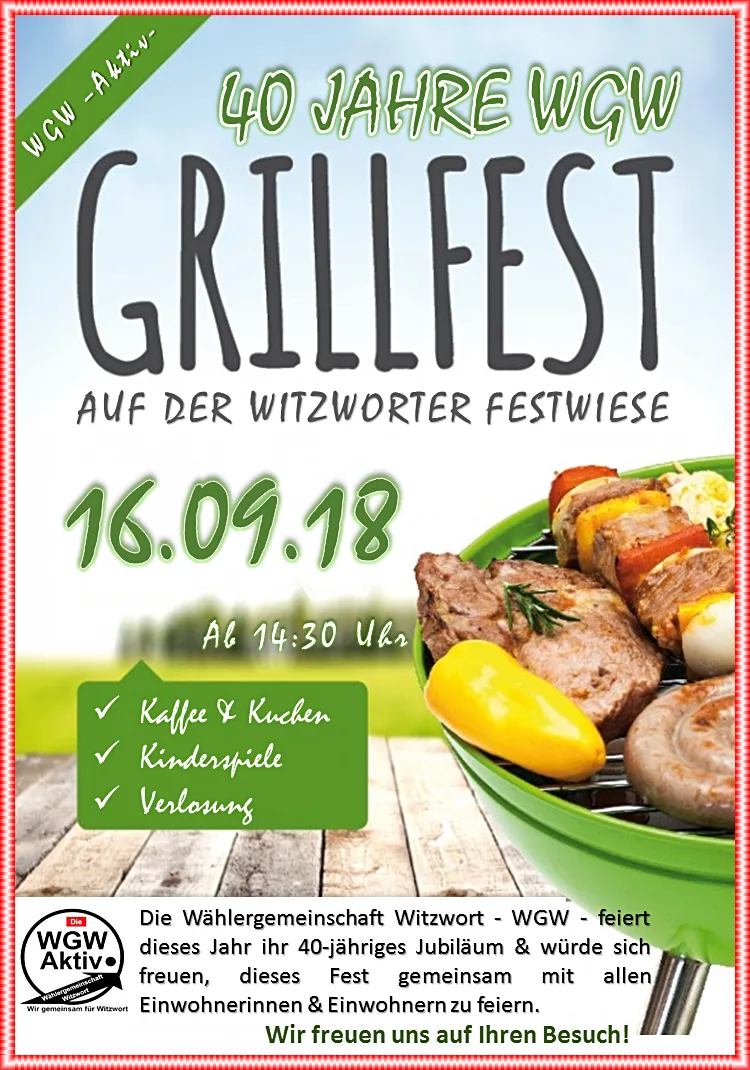 WGW -Aktiv-
40 JAHRE WGW
GRILLFEST
AUF DER WITZWORTER FESTWIESE
16.09.18
Ab 14:30 Uhr
✓ Kaffee & Kuchen
✓ Kinderspiele
✓ Verlosung
Die
WGW
Aktiv
Wählergemeinschaft
Witzwort
Wir gemeinsam für Witzwort
Die Wählergemeinschaft Witzwort - WGW - feiert
dieses Jahr ihr 40-jähriges Jubiläum & würde sich
freuen, dieses Fest gemeinsam mit allen
Einwohnerinnen & Einwohnern zu feiern.
Wir freuen uns auf Ihren Besuch!